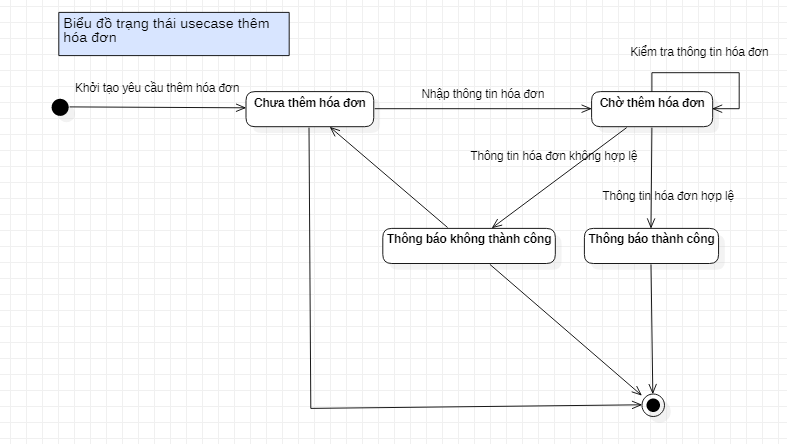 Biểu đồ trạng thái usecase thêm
hóa đơn
Kiểm tra thông tin hóa đơn
Khởi tạo yêu cầu thêm hóa đơn
Nhập thông tin hóa đơn
Chưa thêm hóa đơn
Chờ thêm hóa đơn
Thông tin hóa đơn không hợp lệ
Thông tin hóa đơn hợp lệ
Thông báo không thành công
Thông báo thành công